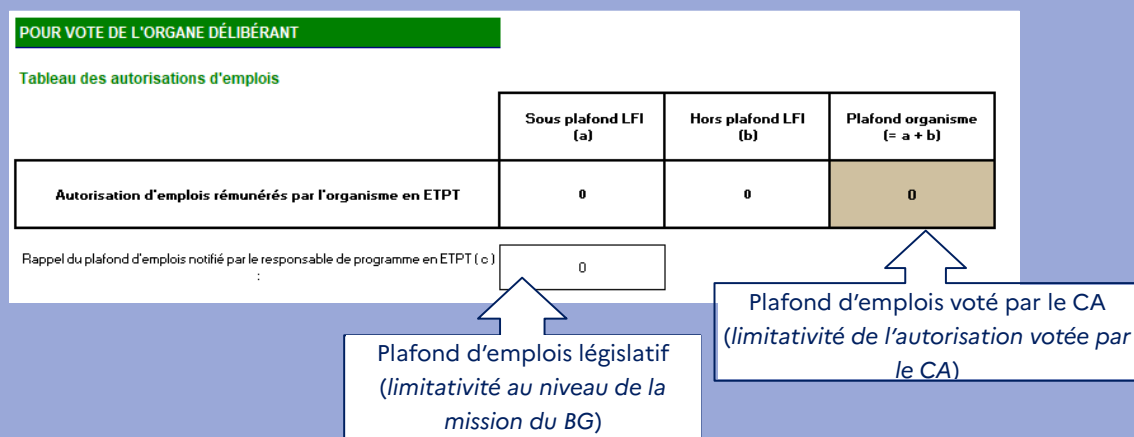 POUR VOTE DE L'ORGANE DÉLIBÉRANT
Tableau des autorisations d'emplois
Sous plafond LFI
(a)
Hors plafond LFI
(b)
Plafond organisme
(= a + b)
Autorisation d'emplois rémunérés par l'organisme en ETPT
0
0
0
Rappel du plafond d'emplois notifié par le responsable de programme en ETPT ( c )
:
0
Plafond d'emplois législatif
(limitativité au niveau de la
mission du BG)
Plafond d'emplois voté par le CA
(limitativité de l'autorisation votée par
le CA)